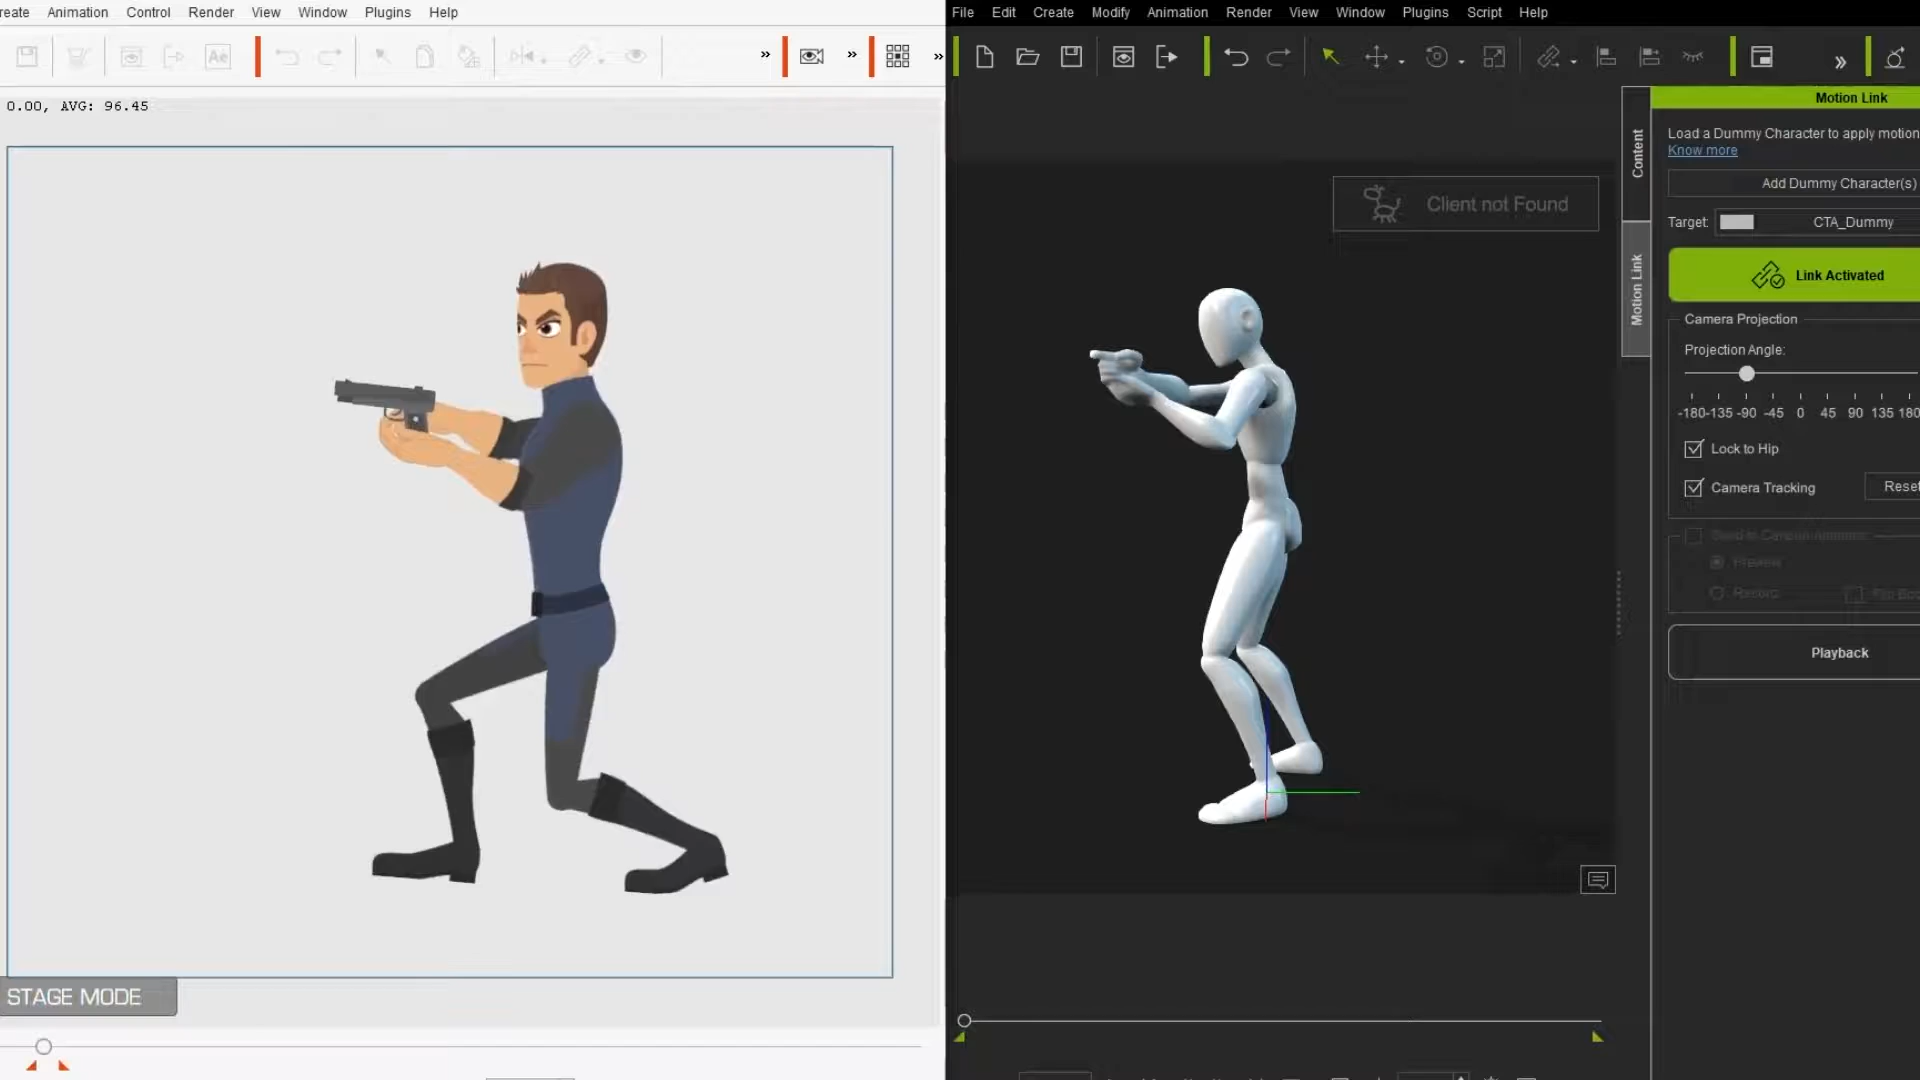 reate Animation Control Render View Window Plugins Help
Ae
0.00, AVG: 96.45
STAGE MODE
File Edit Create Modify Animation Render View Window Plugins Script Help
Client not Found
Content
Motion Link
Motion Link
Load a Dummy Character to apply motion
Know more
Add Dummy Character(s)
Target: CTA_Dummy
Link Activated
Camera Projection
Projection Angle:
-180 -135 -90 -45 0 45 90 135 180
Lock to Hip
Camera Tracking Reset
Preview
Record
Playback